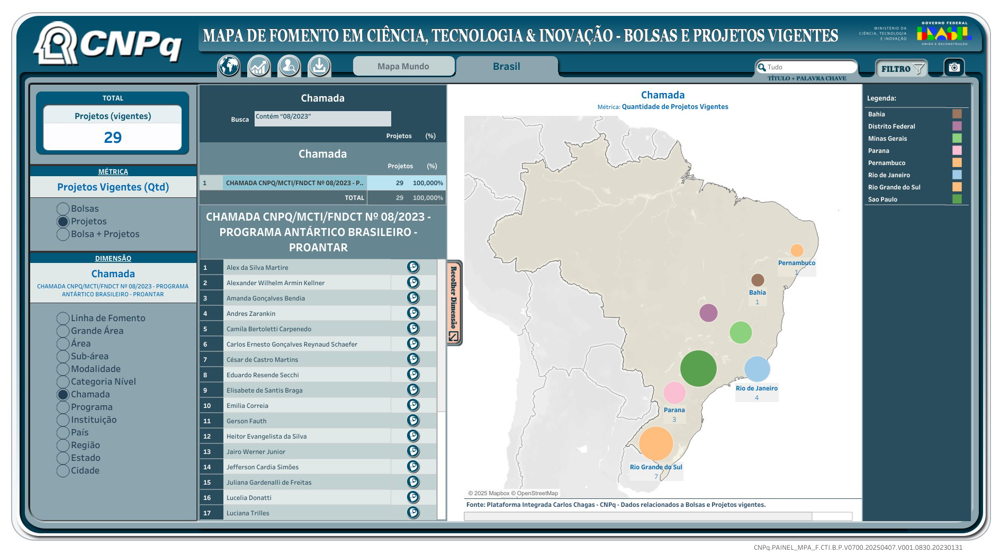 CNPq
MAPA DE FOMENTO EM CIÊNCIA, TECNOLOGIA & INOVAÇÃO - BOLSAS E PROJETOS VIGENTES
MINISTÉRIO DA
CIÊNCIA, TECNOLOGIA
E INOVAÇÃO
GOVERNO FEDERAL
BRASIL
UNIÃO E RECONSTRUÇÃO
Mapa Mundo
Brasil
Tudo
TÍTULO + PALAVRA CHAVE
FILTRO
TOTAL
Projetos (vigentes)
29
MÉTRICA
Projetos Vigentes (Qtd)
Bolsas
Projetos
Bolsa + Projetos
DIMENSÃO
Chamada
CHAMADA CNPQ/MCTI/FNDCT Nº 08/2023 - PROGRAMA
ANTÁRTICO BRASILEIRO - PROANTAR
Linha de Fomento
Grande Área
Área
Sub-área
Modalidade
Categoria Nível
Chamada
Programa
Instituição
País
Região
Estado
Cidade
Chamada
Busca
Contém “08/2023”
Projetos (%)
Chamada
Projetos (%)
1 CHAMADA CNPQ/MCTI/FNDCT Nº 08/2023 - P.. 29 100,000%
TOTAL 29 100,000%
CHAMADA CNPQ/MCTI/FNDCT Nº 08/2023 -
PROGRAMA ANTÁRTICO BRASILEIRO -
PROANTAR
1 Alex da Silva Martire
2 Alexander Wilhelm Armin Kellner
3 Amanda Gonçalves Bendia
4 Andres Zarankin
5 Camila Bertoletti Carpenedo
6 Carlos Ernesto Gonçalves Reynaud Schaefer
7 César de Castro Martins
8 Eduardo Resende Secchi
9 Elisabete de Santis Braga
10 Emilia Correia
11 Gerson Fauth
12 Heitor Evangelista da Silva
13 Jairo Werner Junior
14 Jefferson Cardia Simões
15 Juliana Gardenalli de Freitas
16 Lucelia Donatti
17 Luciana Trilles
Recolher Dimensão
Chamada
Métrica: Quantidade de Projetos Vigentes
Pernambuco
1
Bahia
1
Rio de Janeiro
4
Parana
3
Rio Grande do Sul
7
© 2025 Mapbox © OpenStreetMap
Fonte: Plataforma Integrada Carlos Chagas - CNPq - Dados relacionados a Bolsas e Projetos vigentes.
Legenda:
Bahia
Distrito Federal
Minas Gerais
Parana
Pernambuco
Rio de Janeiro
Rio Grande do Sul
Sao Paulo
CNPq.PAINEL_MPA_F.CTI.B.P.V0700.20250407.V001.0830.20230131